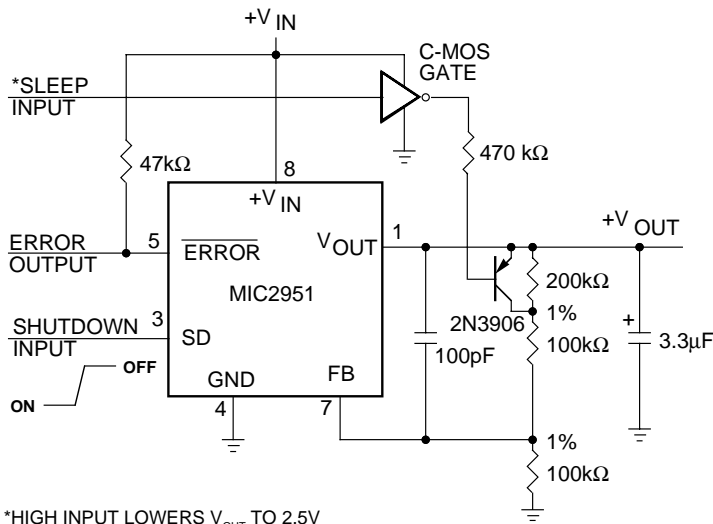 +V IN
C-MOS
GATE
*SLEEP
INPUT
47kΩ
470 kΩ
8
+V IN
ERROR
OUTPUT
5
ERROR
V OUT
1
+V OUT
MIC2951
200kΩ
2N3906
1%
SHUTDOWN
INPUT
3
SD
100pF
100kΩ
+
3.3µF
OFF
ON
GND
FB
4
7
1%
100kΩ
*HIGH INPUT LOWERS VOUT TO 2.5V